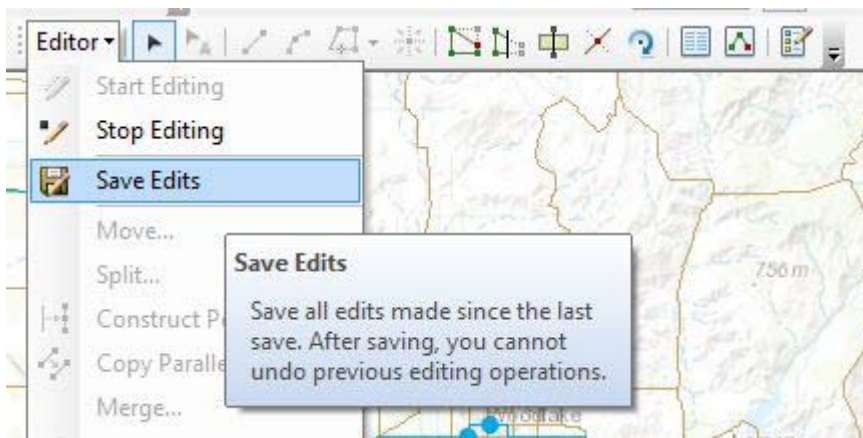 Editor
Start Editing
Stop Editing
Save Edits
Move...
Split...
Construct P
Copy Paralle
Merge...
Save Edits
Save all edits made since the last
save. After saving, you cannot
undo previous editing operations.
756 m
Woodlake